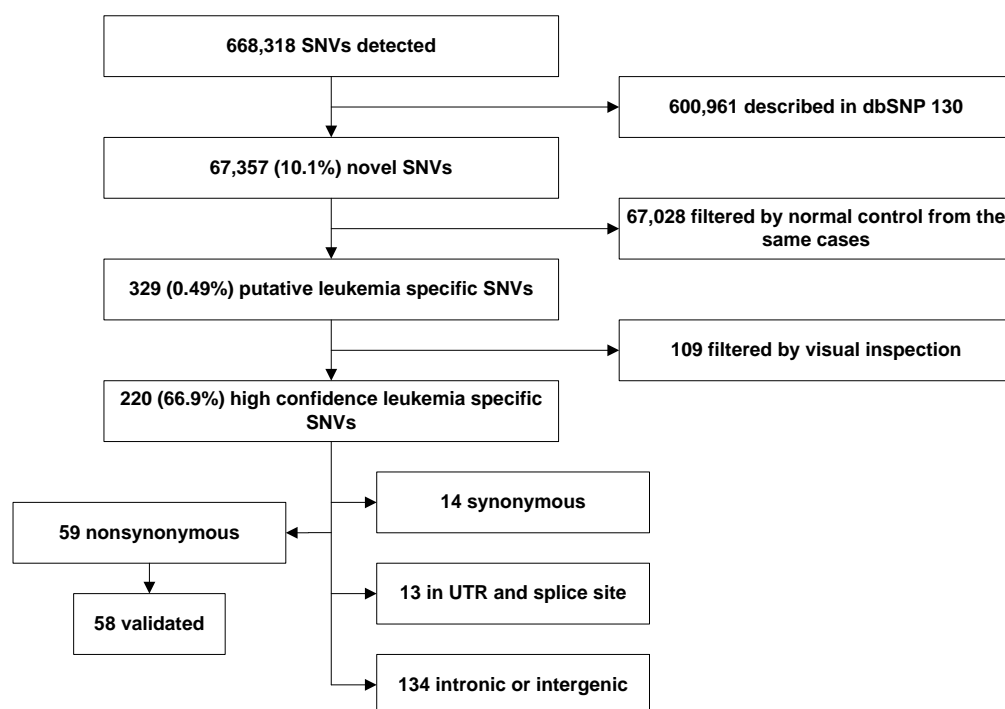 668,318 SNVs detected
600,961 described in dbSNP 130
67,357 (10.1%) novel SNVs
67,028 filtered by normal control from the
same cases
329 (0.49%) putative leukemia specific SNVs
109 filtered by visual inspection
220 (66.9%) high confidence leukemia specific
SNVs
14 synonymous
59 nonsynonymous
13 in UTR and splice site
58 validated
134 intronic or intergenic